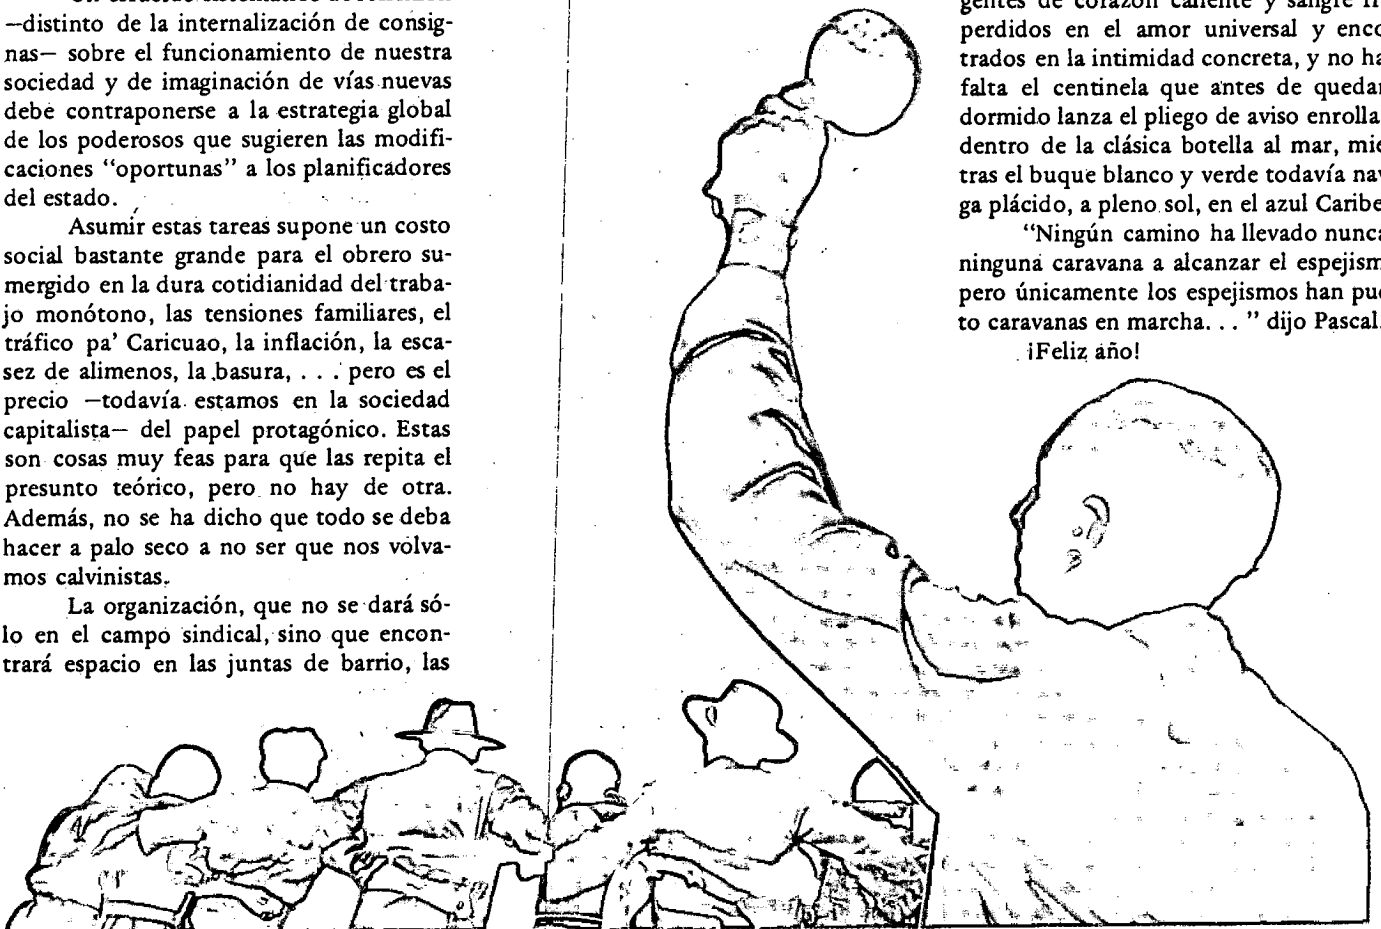 —distinto de la internalización de consig-
nas— sobre el funcionamiento de nuestra
sociedad y de imaginación de vías nuevas
debe contraponerse a la estrategia global
de los poderosos que sugieren las modifi-
caciones "oportunas" a los planificadores
del estado.
Asumir estas tareas supone un costo
social bastante grande para el obrero su-
mergido en la dura cotidianidad del traba-
jo monótono, las tensiones familiares, el
tráfico pa' Caricuao, la inflación, la esca-
sez de alimenos, la basura, . . . pero es el
precio —todavía estamos en la sociedad
capitalista— del papel protagónico. Estas
son cosas muy feas para que las repita el
presunto teórico, pero no hay de otra.
Además, no se ha dicho que todo se deba
hacer a palo seco a no ser que nos volva-
mos calvinistas.
La organización, que no se dará só-
lo en el campo sindical, sino que encon-
trará espacio en las juntas de barrio, las
gentes de corazón caliente y sangre
perdidos en el amor universal y enco
trados en la intimidad concreta, y no ha
falta el centinela que antes de quedar
dormido lanza el pliego de aviso enrolla
dentro de la clásica botella al mar, mie
tras el buque blanco y verde todavía na
ga plácido, a pleno sol, en el azul Caribe
"Ningún camino ha llevado nunca
ninguna caravana a alcanzar el espejism
pero únicamente los espejismos han pue
to caravanas en marcha. . . " dijo Pascal.
¡Feliz año!